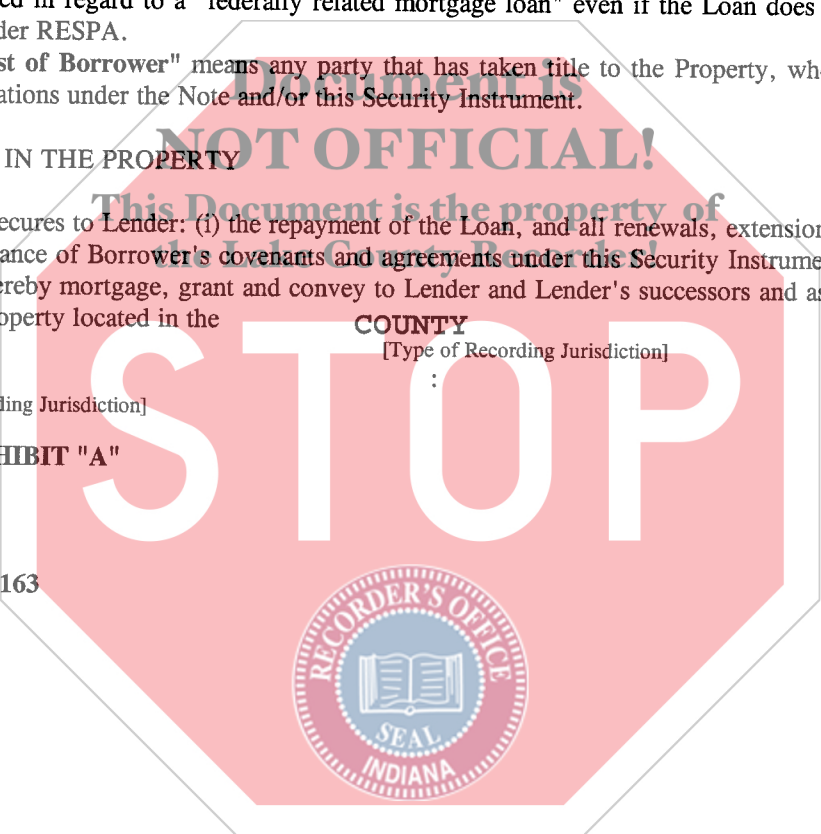 ed in regard to a "federally related mortgage loan" even if the Loan does
der RESPA.
st of Borrower" means any party that has taken title to the Property, wh
ations under the Note and/or this Security Instrument.
Document is
NOT OFFICIAL!
This Document is the property of
the Lake County Recorder!
IN THE PROPERTY
ecures to Lender: (i) the repayment of the Loan, and all renewals, extension
ance of Borrower's covenants and agreements under this Security Instrume
ereby mortgage, grant and convey to Lender and Lender's successors and as
operty located in the COUNTY
[Type of Recording Jurisdiction]
:
ding Jurisdiction]
HIBIT "A"
STOP
163
RECORDER'S OFFICE
SEAL
INDIANA